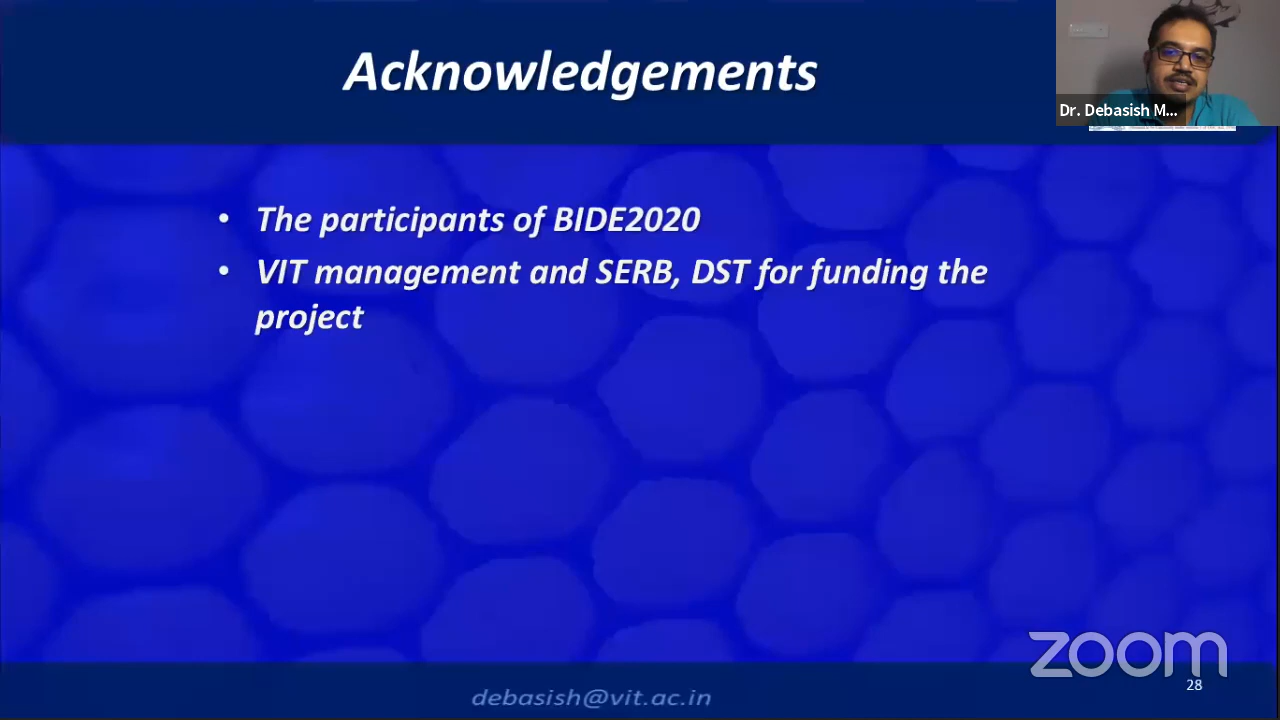 Acknowledgements
Dr. Debasish M...
• The participants of BIDE2020
• VIT management and SERB, DST for funding the
project
zoom
28
debasish@vit.ac.in